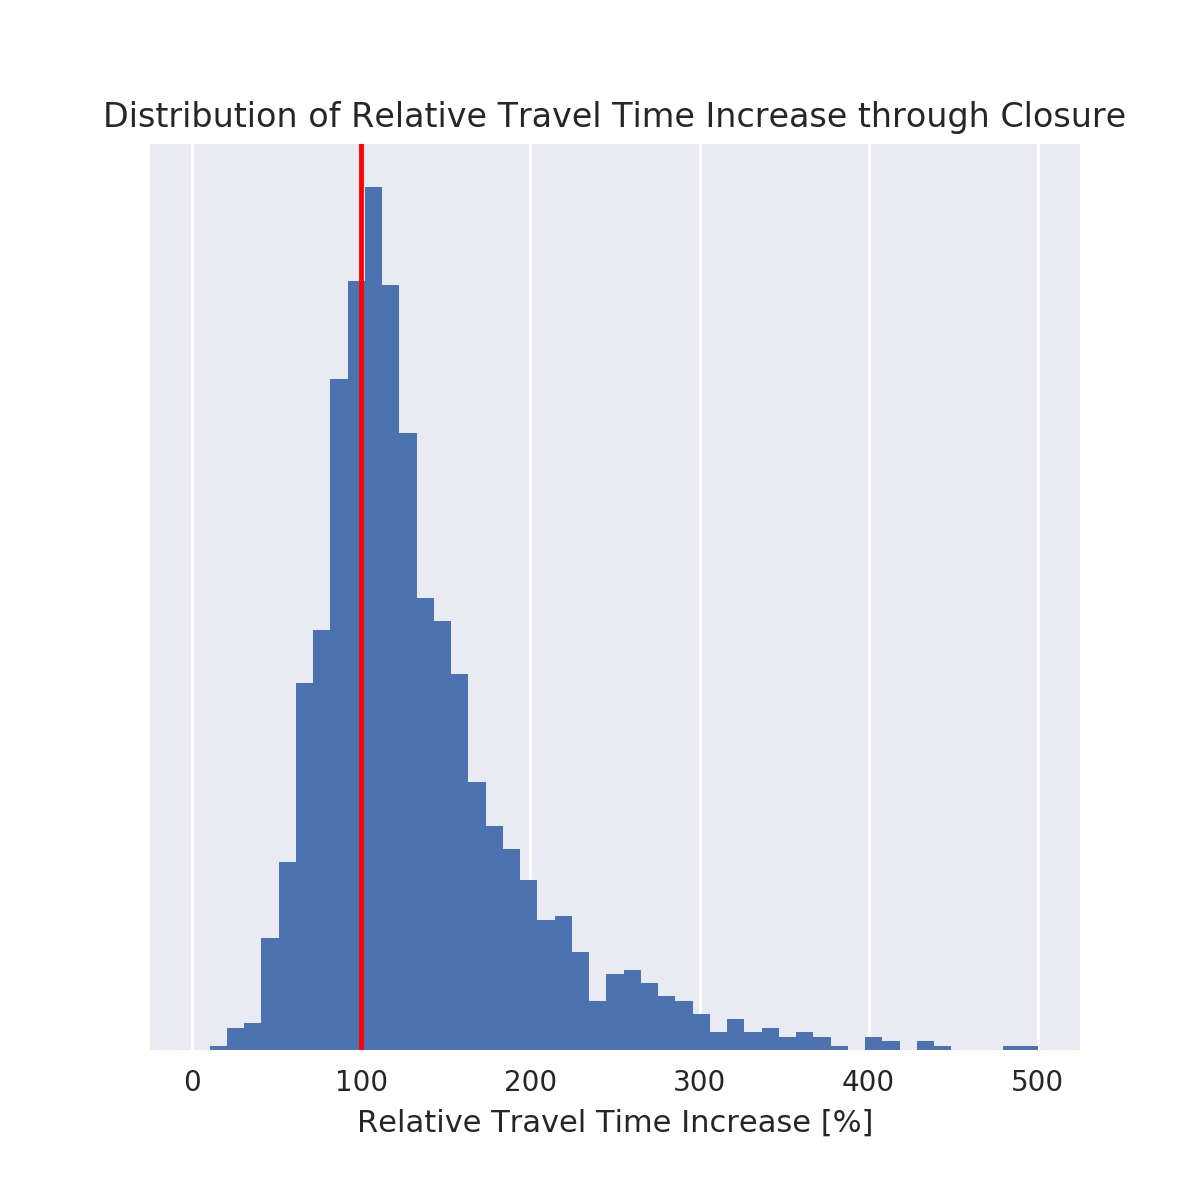 Distribution of Relative Travel Time Increase through Closure
0 100 200 300 400 500
Relative Travel Time Increase [%]